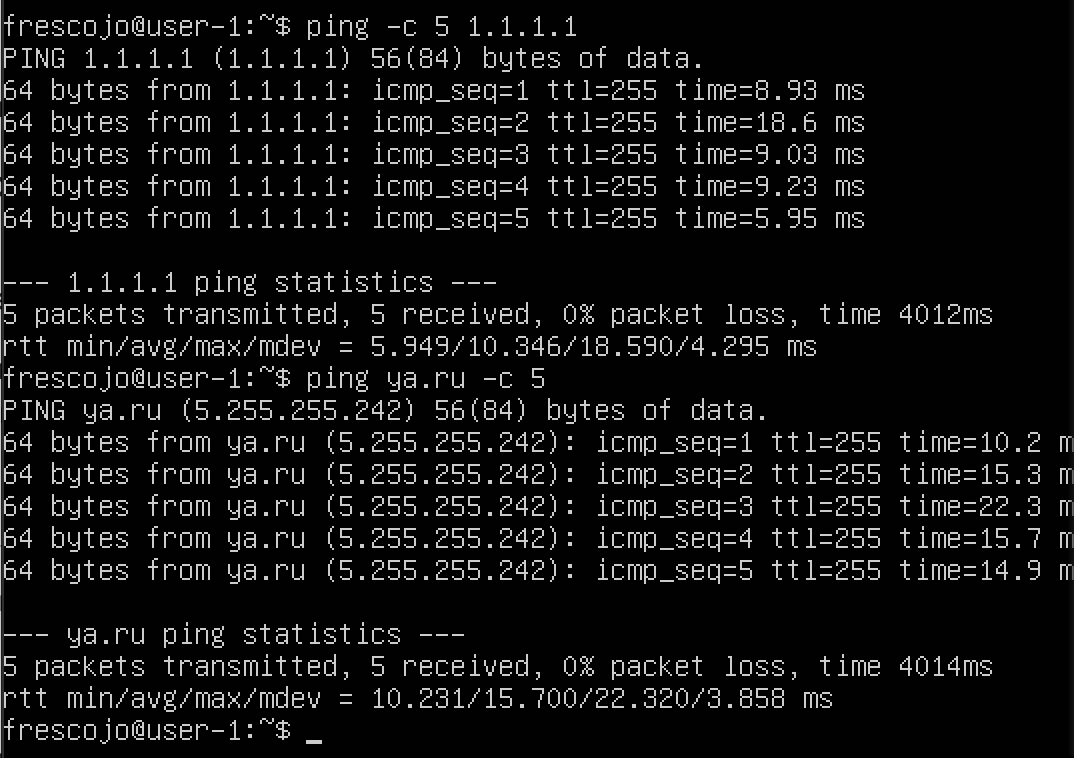 frescojo@user-1:~$ ping -c 5 1.1.1.1
PING 1.1.1.1 (1.1.1.1) 56(84) bytes of data.
64 bytes from 1.1.1.1: icmp_seq=1 ttl=255 time=8.93 ms
64 bytes from 1.1.1.1: icmp_seq=2 ttl=255 time=18.6 ms
64 bytes from 1.1.1.1: icmp_seq=3 ttl=255 time=9.03 ms
64 bytes from 1.1.1.1: icmp_seq=4 ttl=255 time=9.23 ms
64 bytes from 1.1.1.1: icmp_seq=5 ttl=255 time=5.95 ms
--- 1.1.1.1 ping statistics ---
5 packets transmitted, 5 received, 0% packet loss, time 4012ms
rtt min/avg/max/mdev = 5.949/10.346/18.590/4.295 ms
frescojo@user-1:~$ ping ya.ru -c 5
PING ya.ru (5.255.255.242) 56(84) bytes of data.
64 bytes from ya.ru (5.255.255.242): icmp_seq=1 ttl=255 time=10.2 m
64 bytes from ya.ru (5.255.255.242): icmp_seq=2 ttl=255 time=15.3 m
64 bytes from ya.ru (5.255.255.242): icmp_seq=3 ttl=255 time=22.3 m
64 bytes from ya.ru (5.255.255.242): icmp_seq=4 ttl=255 time=15.7 m
64 bytes from ya.ru (5.255.255.242): icmp_seq=5 ttl=255 time=14.9 m
--- ya.ru ping statistics ---
5 packets transmitted, 5 received, 0% packet loss, time 4014ms
rtt min/avg/max/mdev = 10.231/15.700/22.320/3.858 ms
frescojo@user-1:~$ _